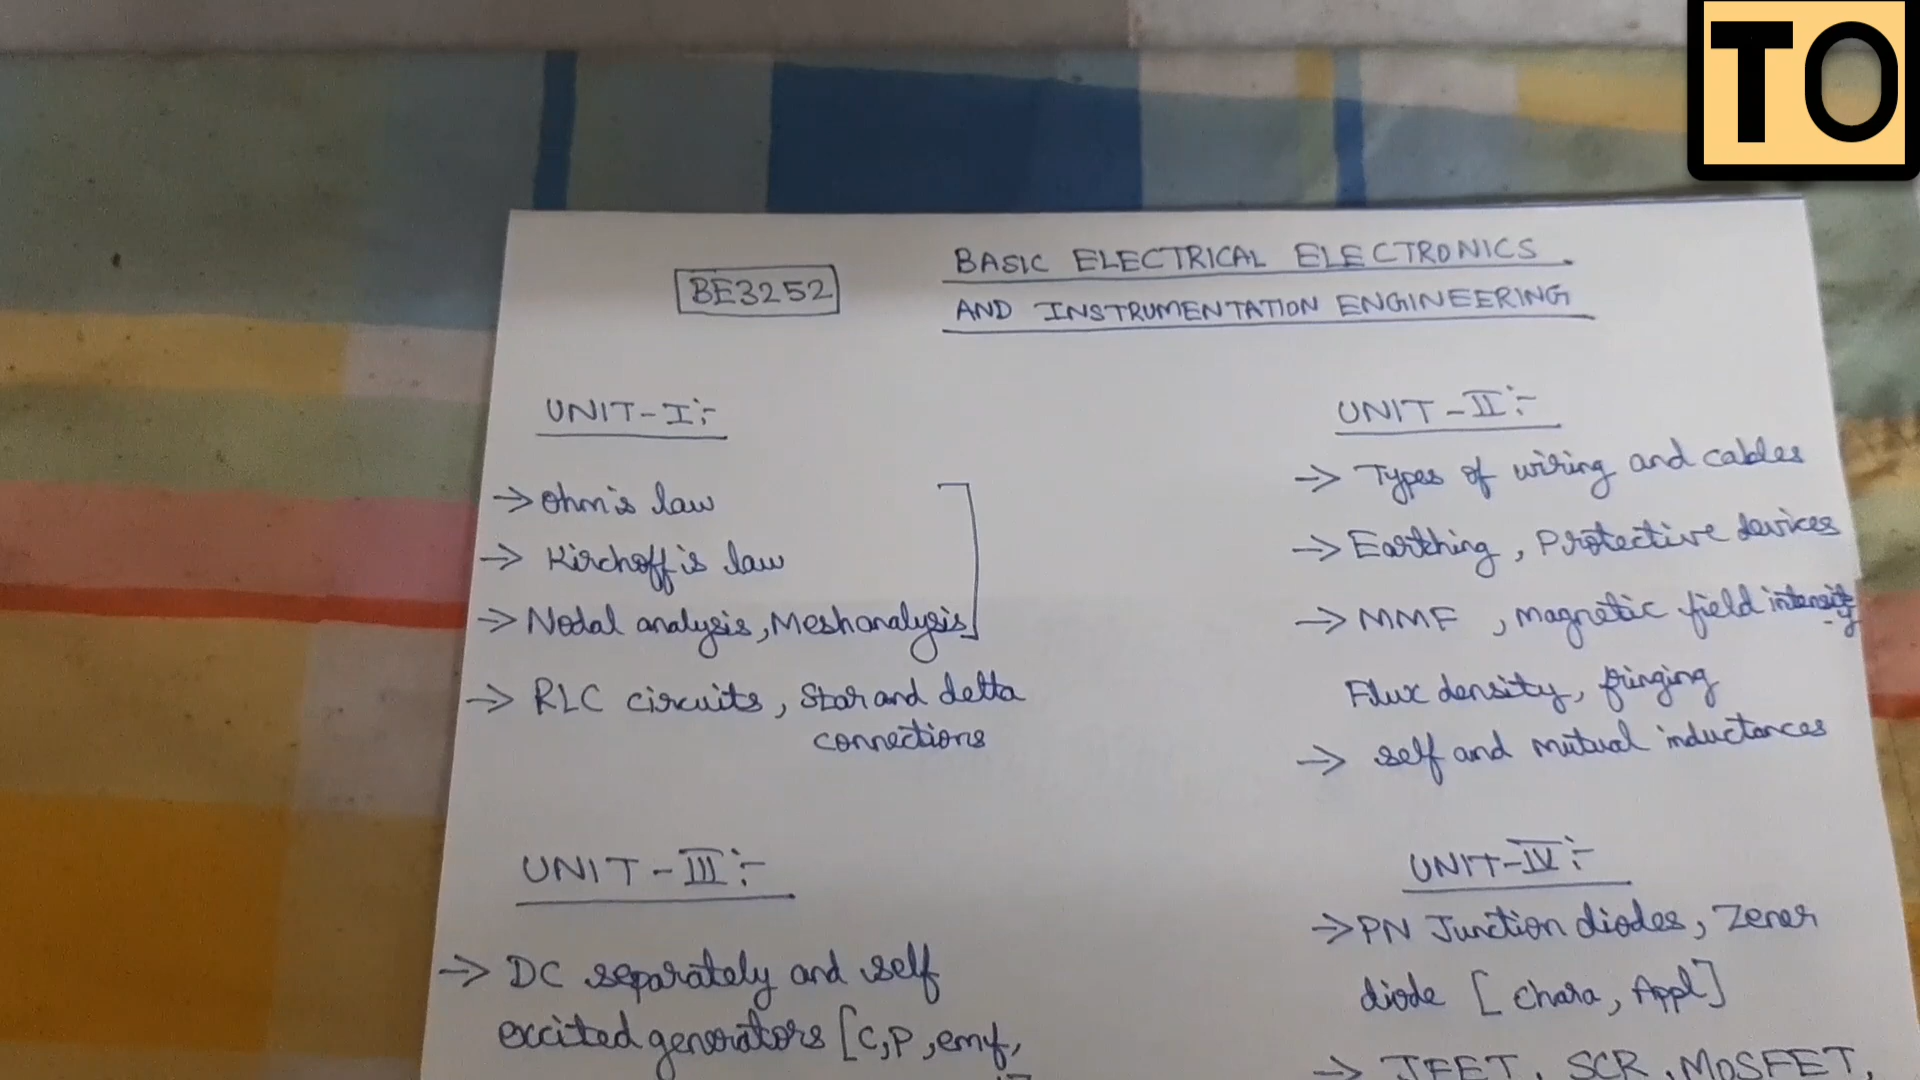 TO
BE3252
BASIC ELECTRICAL ELECTRONICS
AND INSTRUMENTATION ENGINEERING
UNIT-I:-
→ Ohm's law
→ Kirchoff's law
→ Nodal analysis, Mesh analysis
→ RLC circuits, Star and delta
connections
UNIT-II:-
→ Types of wiring and cables
→ Earthing, Protective devices
→ MMF, Magnetic field intensity
Flux density, fringing
→ self and mutual inductances
UNIT-III:-
→ DC separately and self
excited generators [C,P,emf,
UNIT-IV:-
→ PN Junction diodes, Zener
diode [Chara, Appl]
→ JFET, SCR, MOSFET,